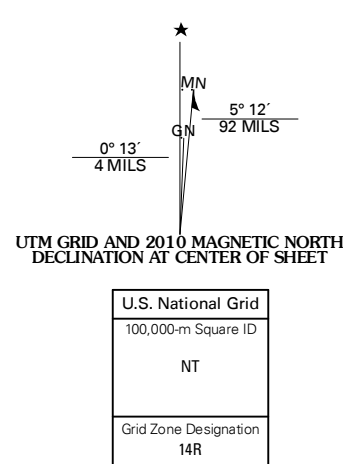 MN
GN
5° 12´
92 MILS
0° 13´
4 MILS
UTM GRID AND 2010 MAGNETIC NORTH
DECLINATION AT CENTER OF SHEET
U.S. National Grid
100,000-m Square ID
NT
Grid Zone Designation
14R